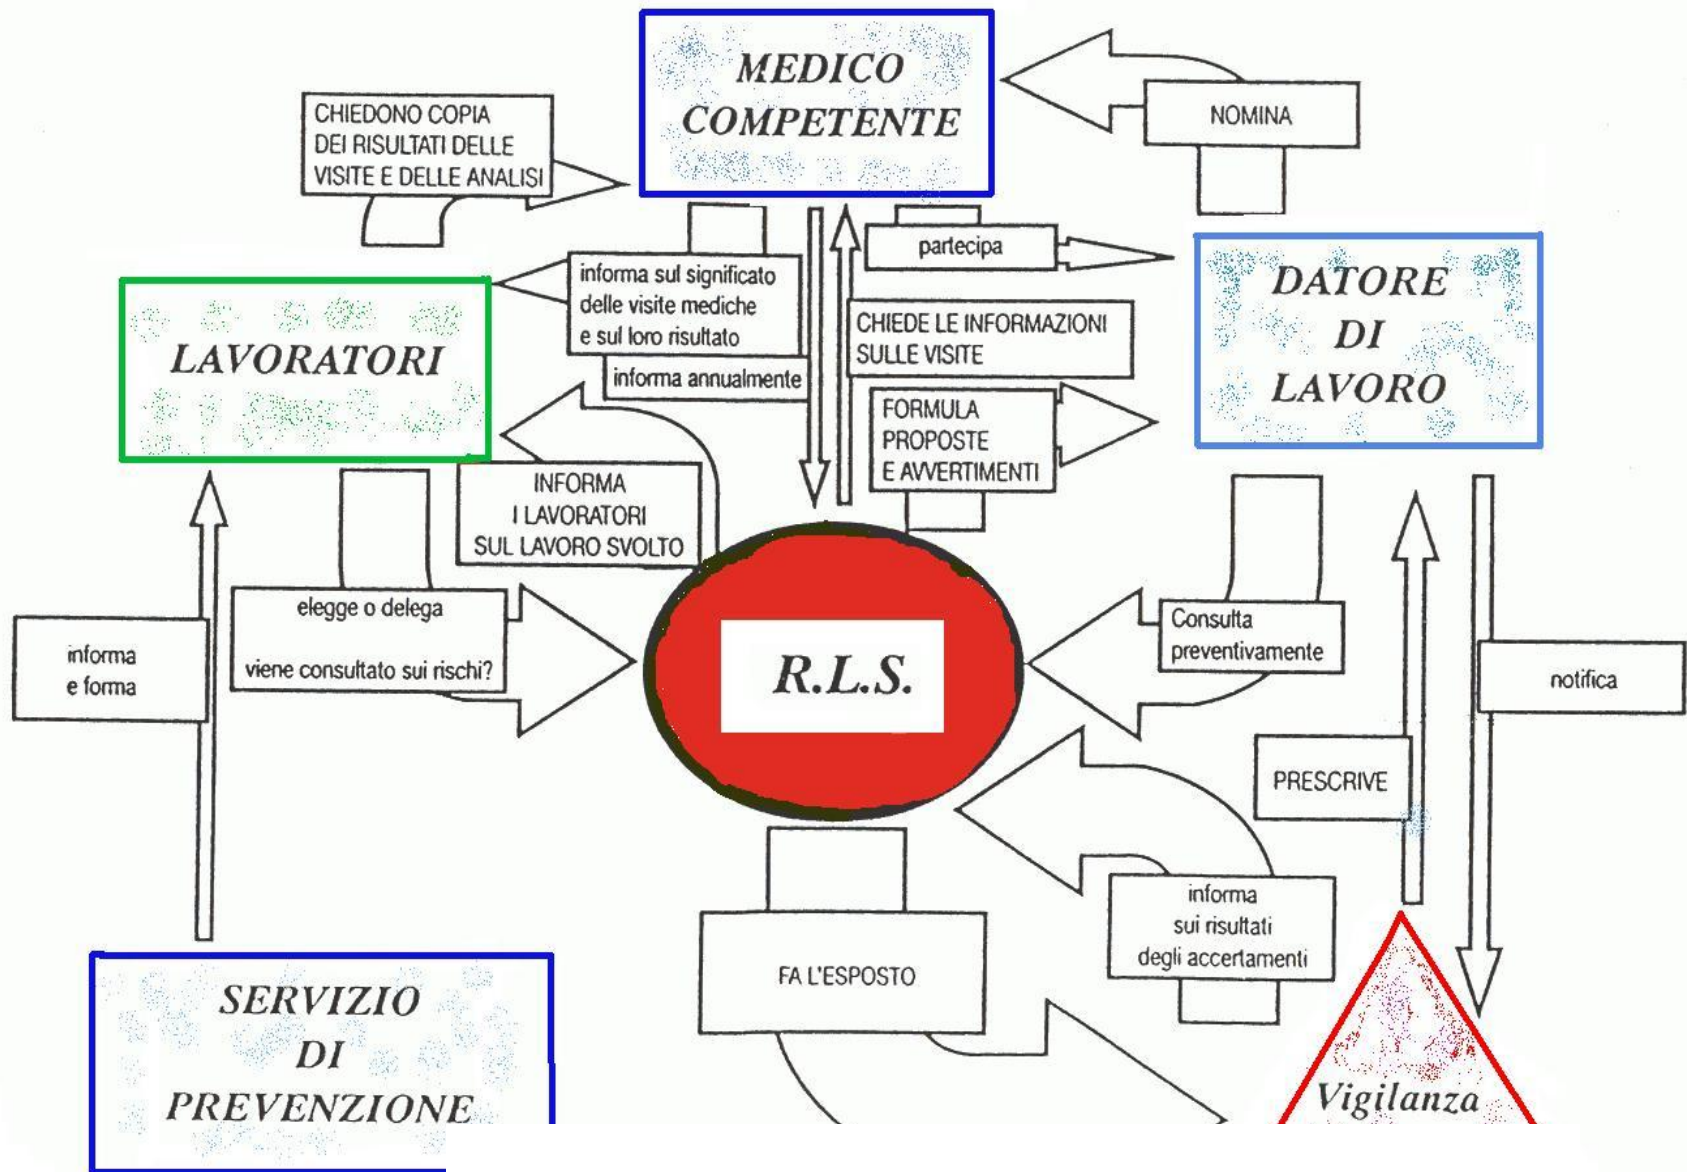 MEDICO
COMPETENTE
CHIEDONO COPIA
DEI RISULTATI DELLE
VISITE E DELLE ANALISI
NOMINA
partecipa
informa sul significato
delle visite mediche
e sul loro risultato
informa annualmente
CHIEDE LE INFORMAZIONI
SULLE VISITE
DATORE
DI
LAVORO
LAVORATORI
FORMULA
PROPOSTE
E AVVERTIMENTI
INFORMA
I LAVORATORI
SUL LAVORO SVOLTO
elegge o delega
viene consultato sui rischi?
informa
e forma
R.L.S.
Consulta
preventivamente
notifica
PRESCRIVE
informa
sui risultati
degli accertamenti
FA L'ESPOSTO
SERVIZIO
DI
PREVENZIONE
Vigilanza